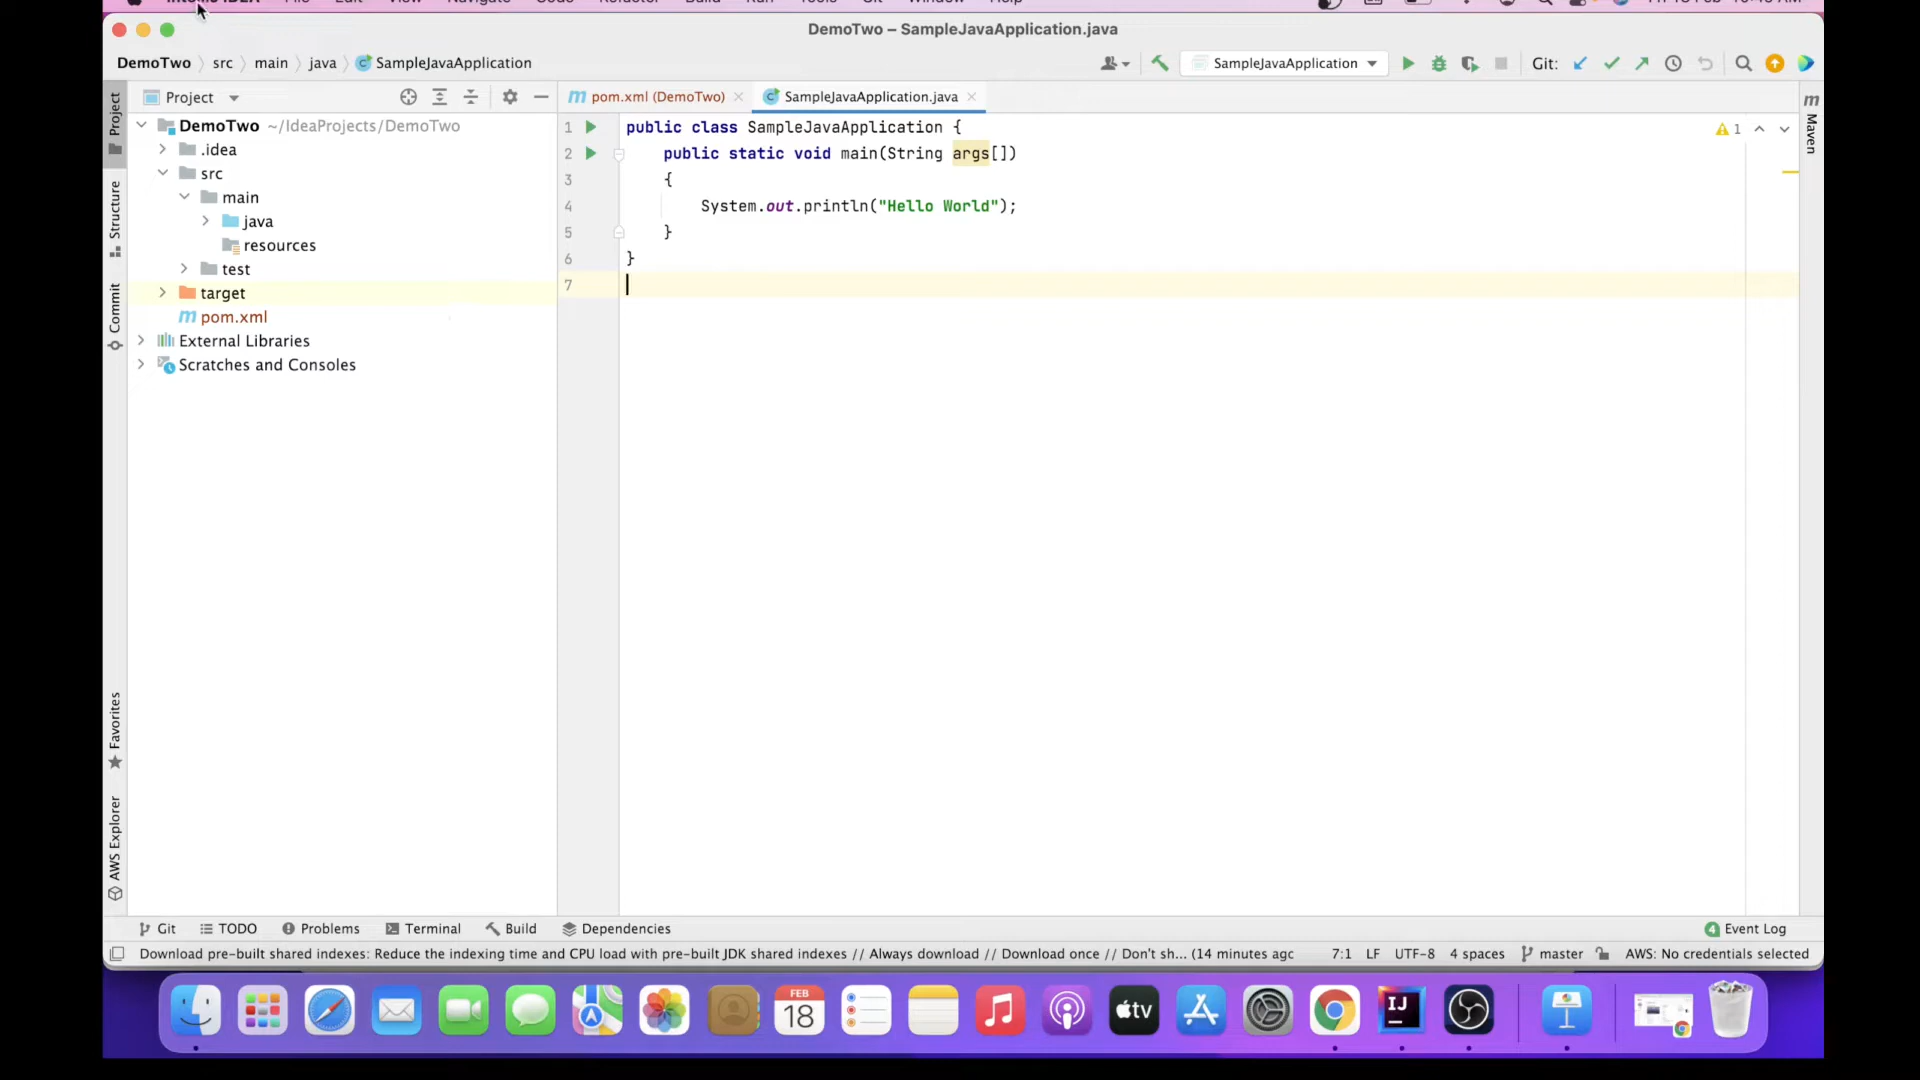 DemoTwo – SampleJavaApplication.java
DemoTwo src main java SampleJavaApplication
SampleJavaApplication Git:
Project
pom.xml (DemoTwo) SampleJavaApplication.java
DemoTwo ~/IdeaProjects/DemoTwo
.idea
src
main
java
resources
test
target
pom.xml
External Libraries
Scratches and Consoles
1 public class SampleJavaApplication {
2 public static void main(String args[])
3 {
4 System.out.println("Hello World");
5 }
6 }
7
1
Maven
Project
Structure
Commit
Favorites
AWS Explorer
Git TODO Problems Terminal Build Dependencies 4 Event Log
Download pre-built shared indexes: Reduce the indexing time and CPU load with pre-built JDK shared indexes // Always download // Download once // Don't sh... (14 minutes ago 7:1 LF UTF-8 4 spaces master AWS: No credentials selected
FEB
18
tv
IJ